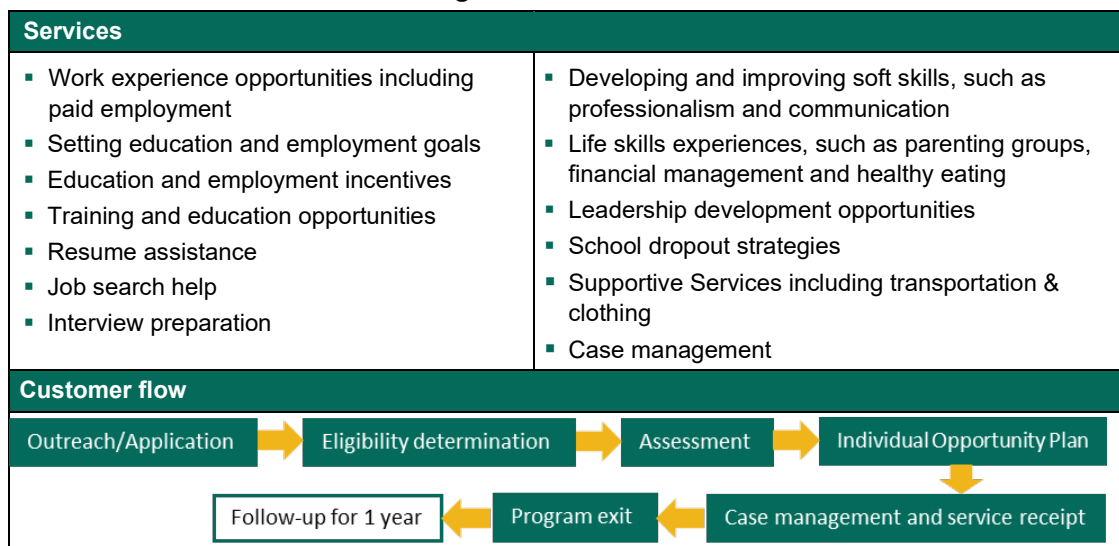 Services
▪ Work experience opportunities including
paid employment
▪ Setting education and employment goals
▪ Education and employment incentives
▪ Training and education opportunities
▪ Resume assistance
▪ Job search help
▪ Interview preparation
▪ Developing and improving soft skills, such as
professionalism and communication
▪ Life skills experiences, such as parenting groups,
financial management and healthy eating
▪ Leadership development opportunities
▪ School dropout strategies
▪ Supportive Services including transportation &
clothing
▪ Case management
Customer flow
Outreach/Application
Eligibility determination
Assessment
Individual Opportunity Plan
Case management and service receipt
Program exit
Follow-up for 1 year